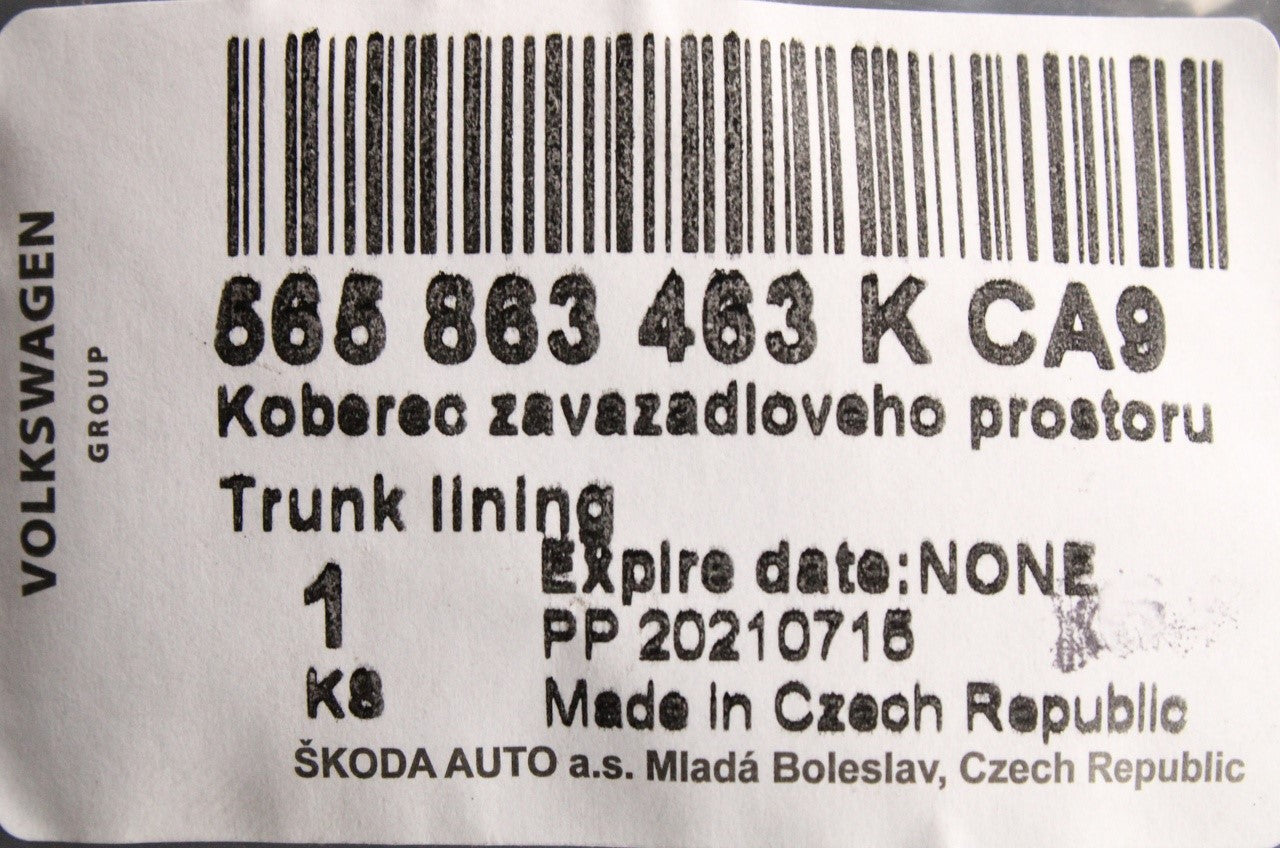 VOLKSWAGEN
GROUP
565 863 463 K CA9
Koberec zavazadloveho prostoru
Trunk lining
Expire date:NONE
1
PP 20210715
KS
Made in Czech Republic
ŠKODA AUTO a.s. Mladá Boleslav, Czech Republic